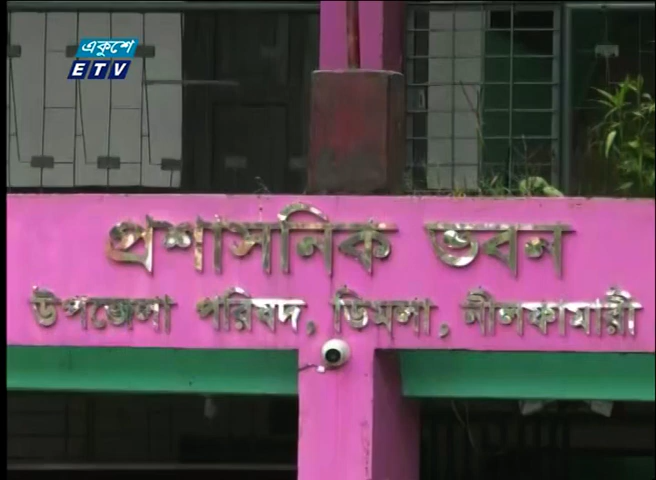 একুশে
ETV
প্রশাসনিক ভবন
উপজেলা পরিষদ, ডিমলা, নীলফামারী